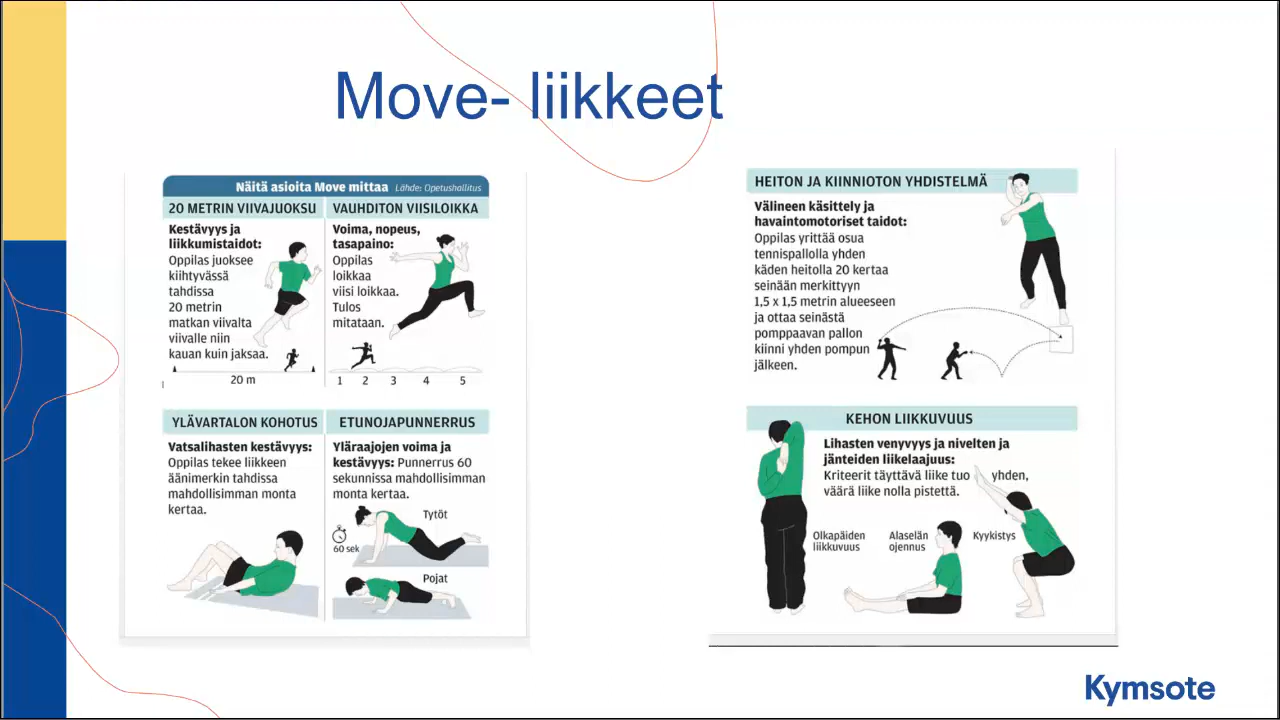 Move- liikkeet
Näitä asioita Move mittaa Lähde: Opetushallitus
20 METRIN VIIVAJUOKSU
Kestävyys ja
liikkumistaidot:
Oppilas juoksee
kiihtyvässä
tahdissa
20 metrin
matkan viivalta
viivalle niin
kauan kuin jaksaa.
20 m
VAUHDITON VIISILOIKKA
Voima, nopeus,
tasapaino:
Oppilas
loikkaa
viisi loikkaa.
Tulos
mitataan.
1 2 3 4 5
YLÄVARTALON KOHOTUS
Vatsalihasten kestävyys:
Oppilas tekee liikkeen
äänimerkin tahdissa
mahdollisimman monta
kertaa.
ETUNOJAPUNNERRUS
Yläraajojen voima ja
kestävyys: Punnerrus 60
sekunnissa mahdollisimman
monta kertaa.
Tytöt
60 sek
Pojat
HEITON JA KIINNIOTON YHDISTELMÄ
Välineen käsittely ja
havaintomotoriset taidot:
Oppilas yrittää osua
tennispallolla yhden
käden heitolla 20 kertaa
seinään merkittyyn
1,5 x 1,5 metrin alueeseen
ja ottaa seinästä
pomppaavan pallon
kiinni yhden pompun
jälkeen.
KEHON LIIKKUVUUS
Lihasten venyvyys ja nivelten ja
jänteiden liikelaajuus:
Kriteerit täyttävä liike tuo yhden,
väärä liike nolla pistettä.
Olkapäiden
liikkuvuus
Alaselän
ojennus
Kyykistys
Kymsote